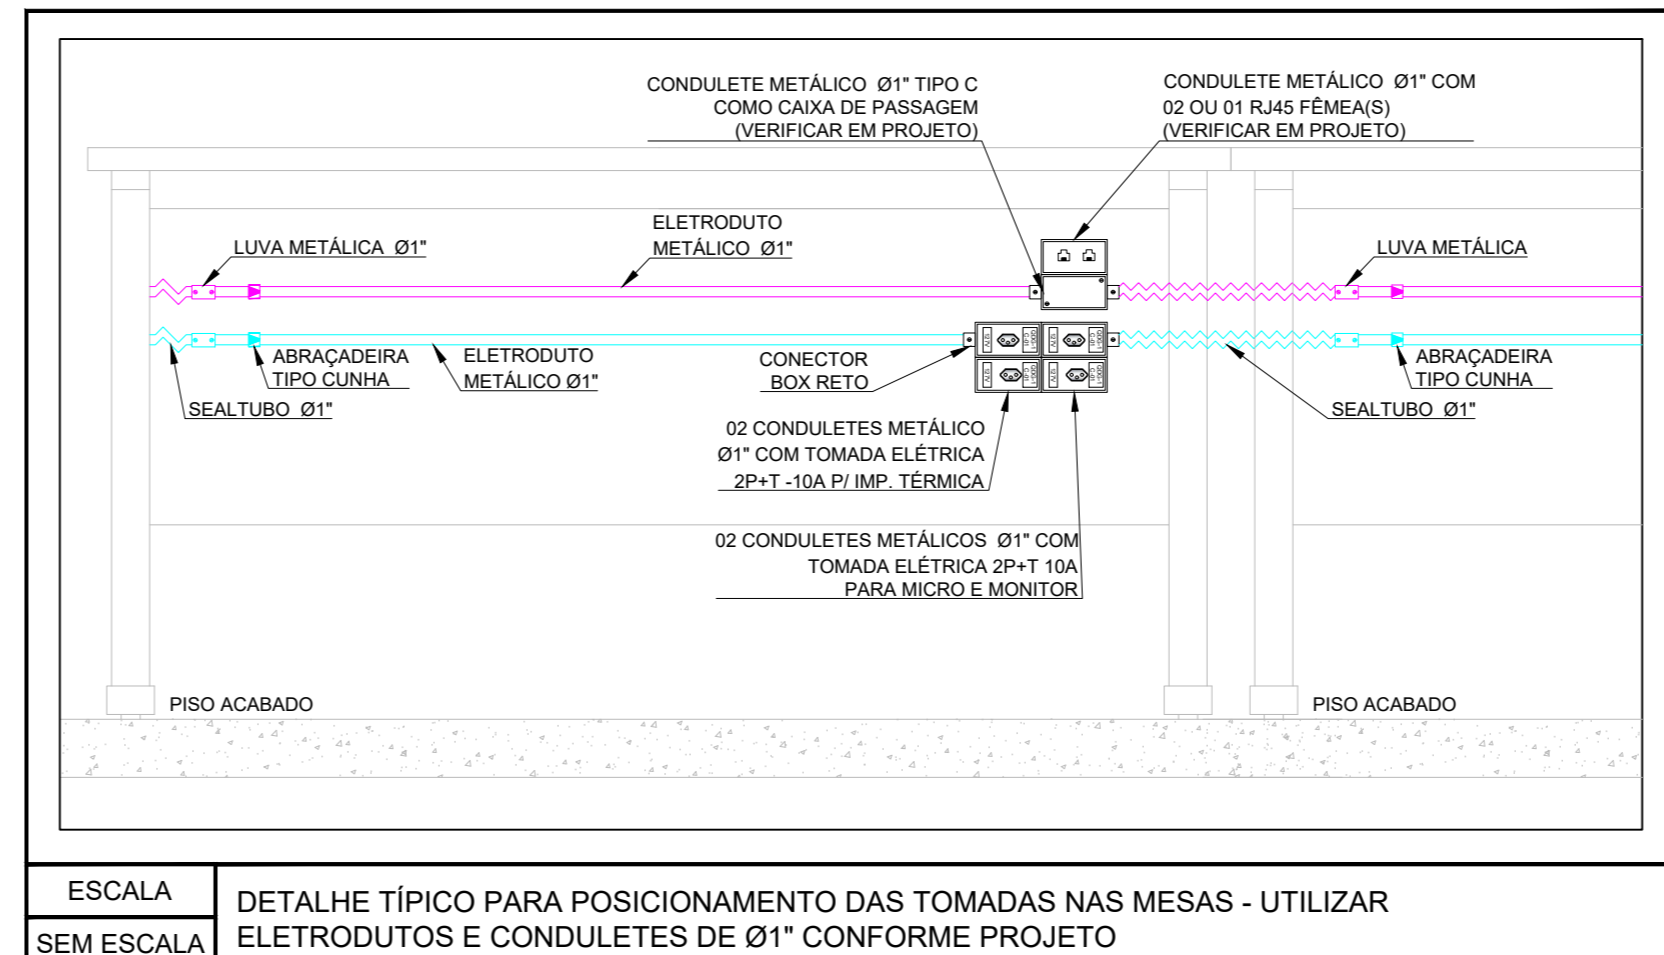 CONDULETE METÁLICO Ø1" TIPO C
COMO CAIXA DE PASSAGEM
(VERIFICAR EM PROJETO)
CONDULETE METÁLICO Ø1" COM
02 OU 01 RJ45 FÊMEA(S)
(VERIFICAR EM PROJETO)
LUVA METÁLICA Ø1"
ELETRODUTO
METÁLICO Ø1"
LUVA METÁLICA
ABRAÇADEIRA
TIPO CUNHA
ELETRODUTO
METÁLICO Ø1"
SEALTUBO Ø1"
CONECTOR
BOX RETO
127V
127V
127V
127V
ABRAÇADEIRA
TIPO CUNHA
SEALTUBO Ø1"
02 CONDULETES METÁLICO
Ø1" COM TOMADA ELÉTRICA
2P+T -10A P/ IMP. TÉRMICA
02 CONDULETES METÁLICOS Ø1" COM
TOMADA ELÉTRICA 2P+T 10A
PARA MICRO E MONITOR
PISO ACABADO
PISO ACABADO
ESCALA
SEM ESCALA
DETALHE TÍPICO PARA POSICIONAMENTO DAS TOMADAS NAS MESAS - UTILIZAR
ELETRODUTOS E CONDULETES DE Ø1" CONFORME PROJETO